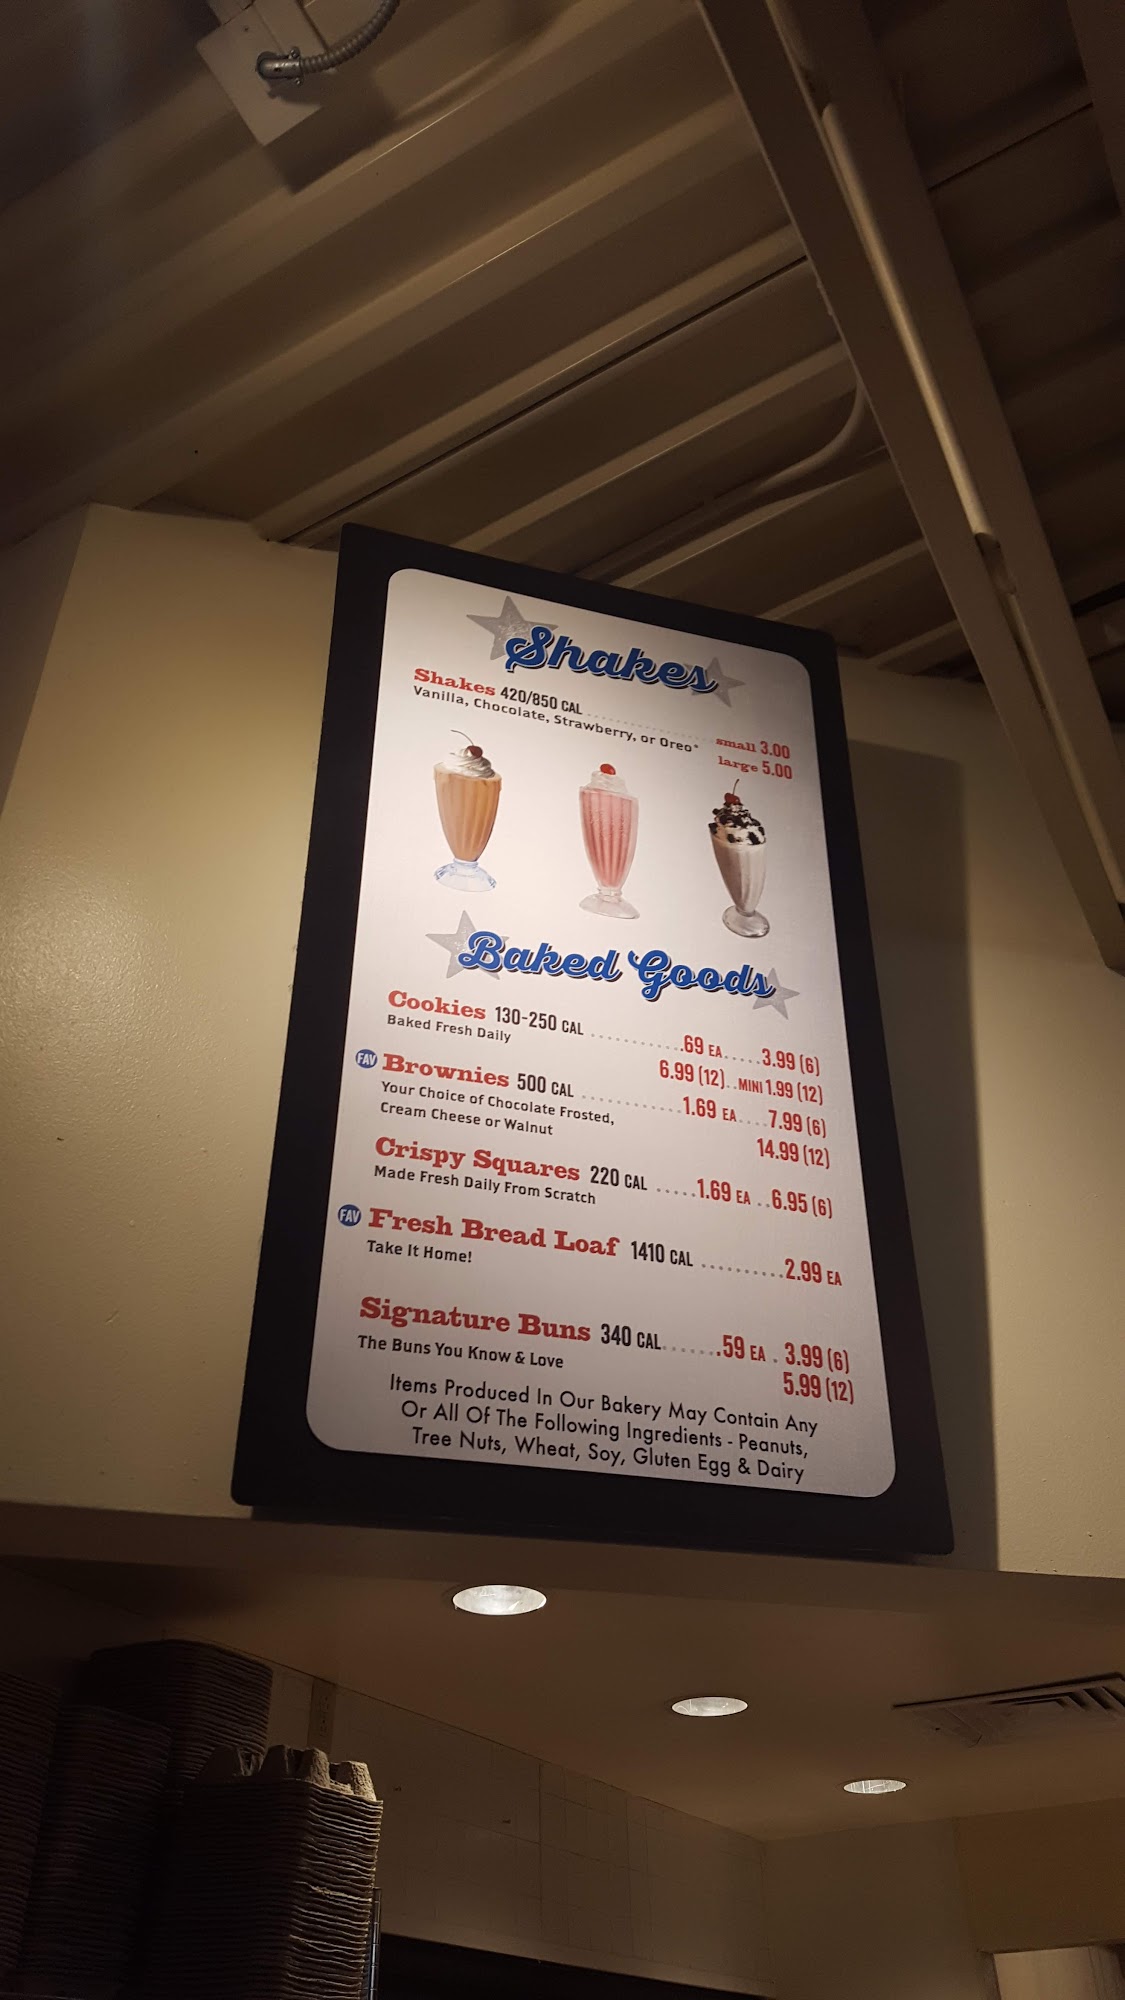 Shakes
Shakes 420/850 CAL
Vanilla, Chocolate, Strawberry, or Oreo*
small 3.00
large 5.00
Baked Goods
Cookies 130-250 CAL ............69 EA.....3.99 (6)
Baked Fresh Daily
6.99 (12)..MINI 1.99 (12)
FAV Brownies 500 CAL ............1.69 EA....7.99 (6)
Your Choice of Chocolate Frosted,
Cream Cheese or Walnut
14.99 (12)
Crispy Squares 220 CAL .....1.69 EA ..6.95 (6)
Made Fresh Daily From Scratch
FAV Fresh Bread Loaf 1410 CAL ..........2.99 EA
Take It Home!
Signature Buns 340 CAL.......59 EA . 3.99 (6)
The Buns You Know & Love
5.99 (12)
Items Produced In Our Bakery May Contain Any
Or All Of The Following Ingredients - Peanuts,
Tree Nuts, Wheat, Soy, Gluten Egg & Dairy